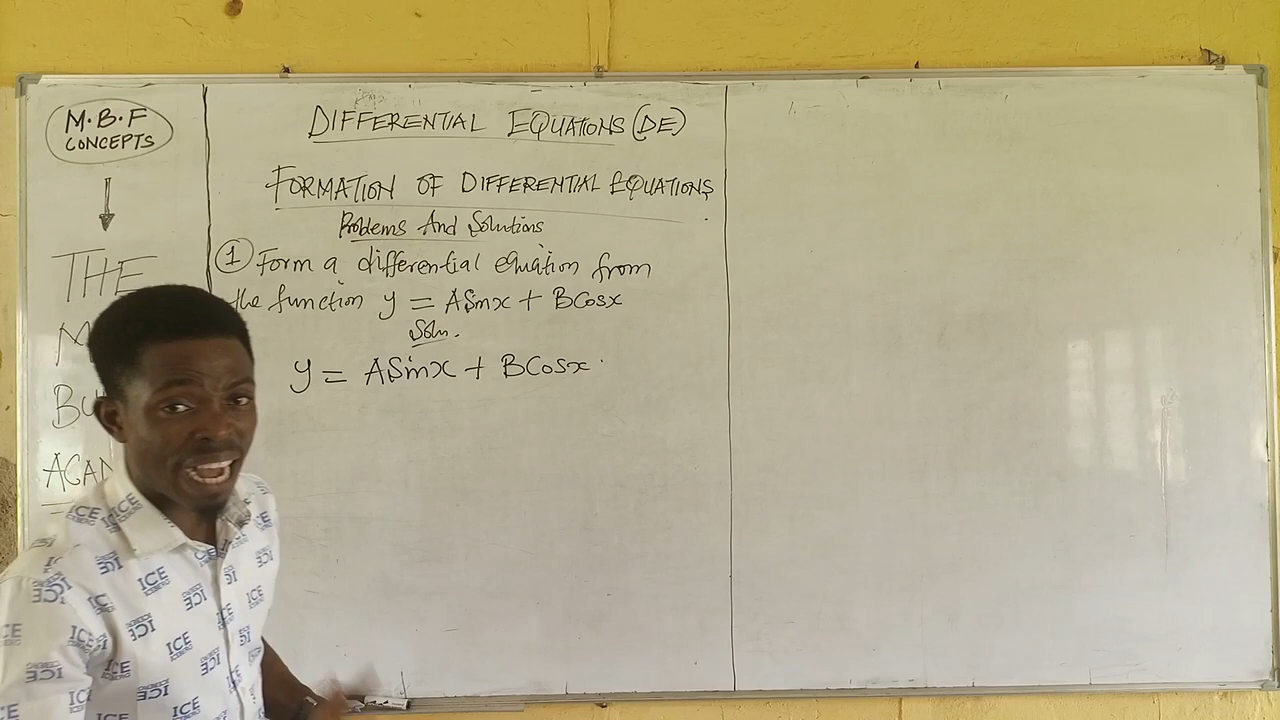 M.B.F
CONCEPTS
THE
DIFFERENTIAL EQUATIONS (DE)
FORMATION OF DIFFERENTIAL EQUATIONS
Problems And Solutions
1 Form a differential equation from
the function y = ASinx + BCosx
Soln.
y = ASinx + BCosx
ICE
ICEBERG